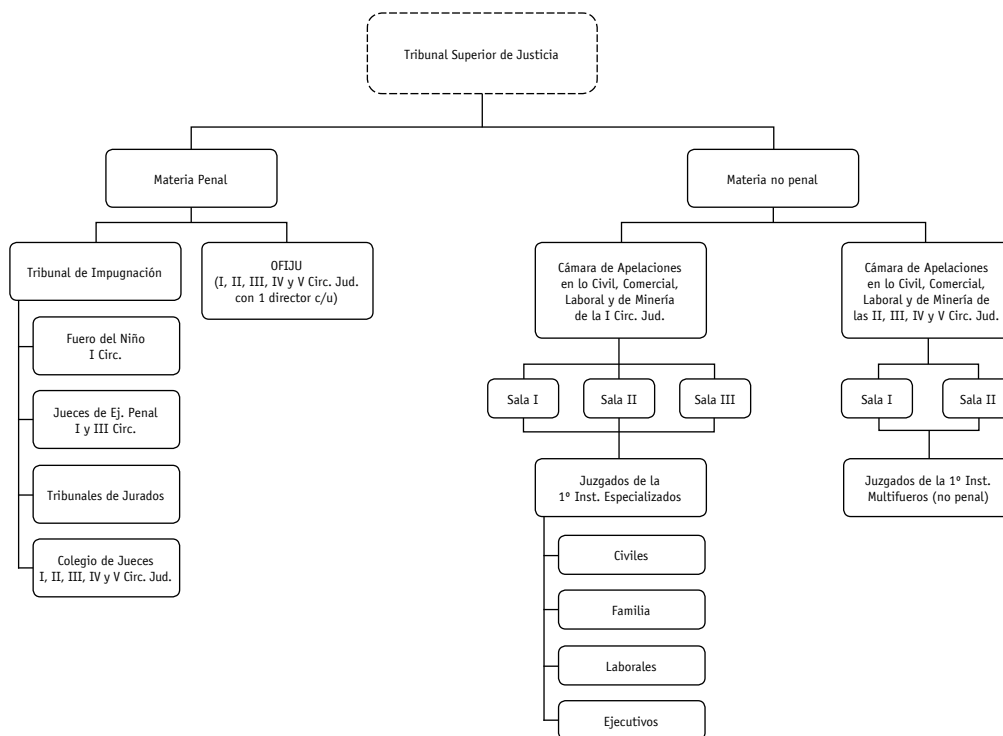 Tribunal Superior de Justicia
Materia Penal
Materia no penal
Tribunal de Impugnación
OFIJU
(I, II, III, IV y V Circ. Jud.
con 1 director c/u)
Cámara de Apelaciones
en lo Civil, Comercial,
Laboral y de Minería
de la I Circ. Jud.
Cámara de Apelaciones
en lo Civil, Comercial,
Laboral y de Minería de
las II, III, IV y V Circ. Jud.
Fuero del Niño
I Circ.
Jueces de Ej. Penal
I y III Circ.
Tribunales de Jurados
Colegio de Jueces
I, II, III, IV y V Circ. Jud.
Sala I
Sala II
Sala III
Sala I
Sala II
Juzgados de la
1º Inst. Especializados
Juzgados de la 1º Inst.
Multifueros (no penal)
Civiles
Familia
Laborales
Ejecutivos